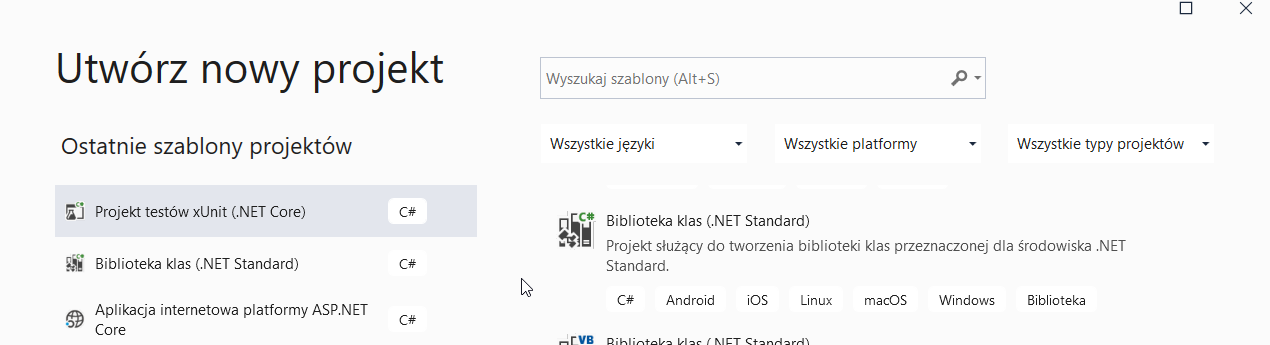 Utwórz nowy projekt
Ostatnie szablony projektów
Projekt testów xUnit (.NET Core)
C#
Biblioteka klas (.NET Standard)
C#
Aplikacja internetowa platformy ASP.NET
Core
C#
Wyszukaj szablony (Alt+S)
Wszystkie języki
Wszystkie platformy
Wszystkie typy projektów
C#
Biblioteka klas (.NET Standard)
Projekt służący do tworzenia biblioteki klas przeznaczonej dla środowiska .NET
Standard.
C# Android iOS Linux macOS Windows Biblioteka
VB
Biblioteka klas (.NET Standard)